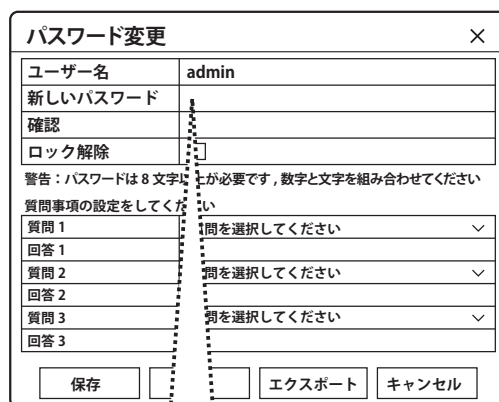 パスワード変更 ×
ユーザー名 admin
新しいパスワード
確認
ロック解除
警告：パスワードは8文字以上が必要です,数字と文字を組み合わせてください
質問事項の設定をしてください
質問1 問を選択してください
回答1
質問2 問を選択してください
回答2
質問3 問を選択してください
回答3
保存 エクスポート キャンセル